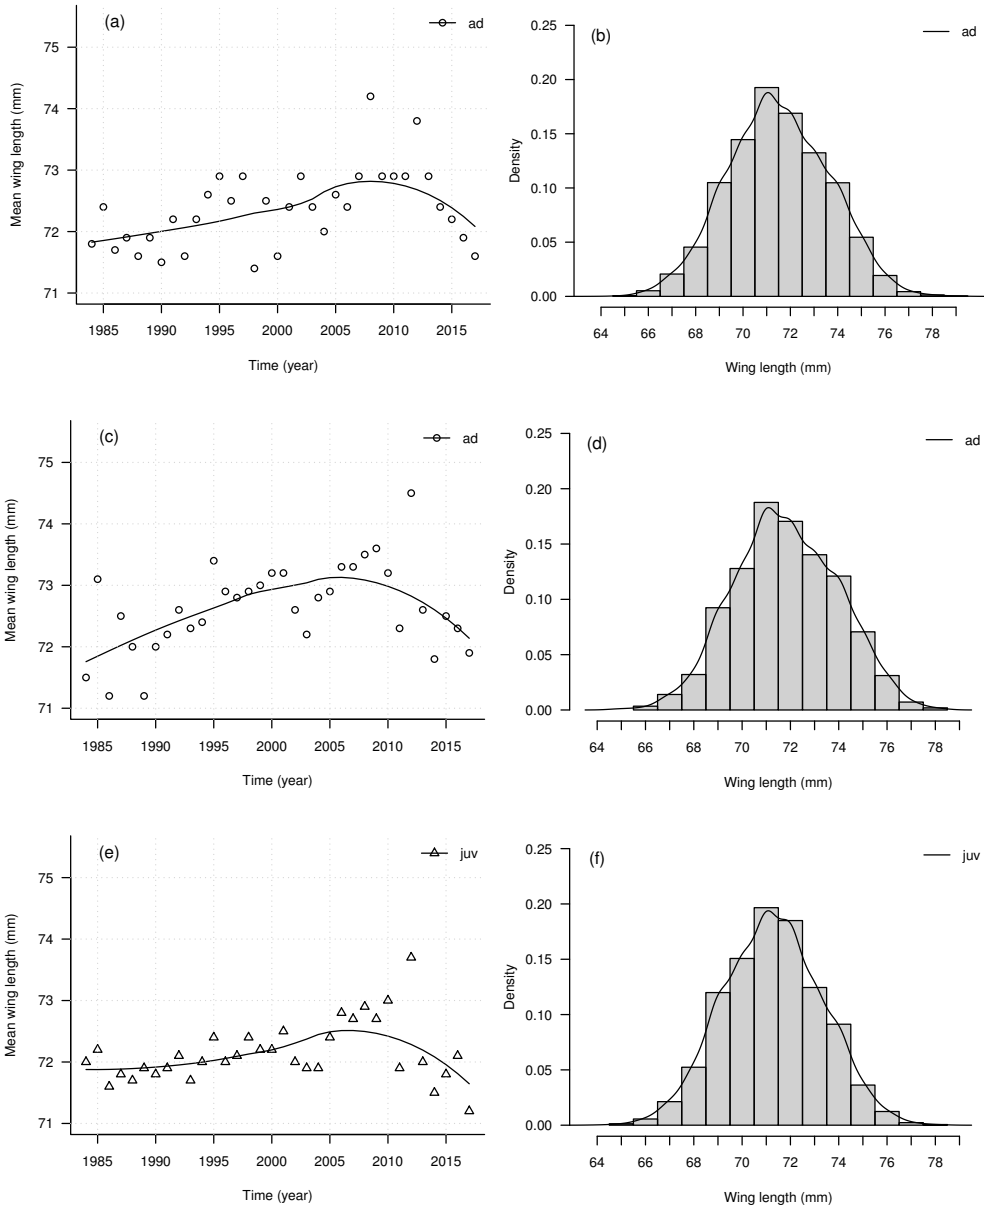 (a)
ad
75
74
73
72
71
Mean wing length (mm)
1985 1990 1995 2000 2005 2010 2015
Time (year)
(b)
ad
0.25
0.20
0.15
0.10
0.05
0.00
Density
64 66 68 70 72 74 76 78
Wing length (mm)
(c)
ad
75
74
73
72
71
Mean wing length (mm)
1985 1990 1995 2000 2005 2010 2015
Time (year)
(d)
ad
0.25
0.20
0.15
0.10
0.05
0.00
Density
64 66 68 70 72 74 76 78
Wing length (mm)
(e)
juv
75
74
73
72
71
Mean wing length (mm)
1985 1990 1995 2000 2005 2010 2015
Time (year)
(f)
juv
0.25
0.20
0.15
0.10
0.05
0.00
Density
64 66 68 70 72 74 76 78
Wing length (mm)